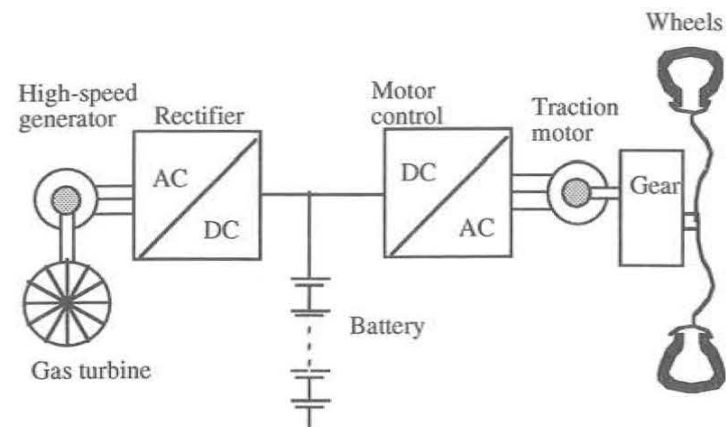 Wheels
High-speed
generator
Rectifier
Motor
control
Traction
motor
AC
DC
DC
AC
Gear
Battery
Gas turbine